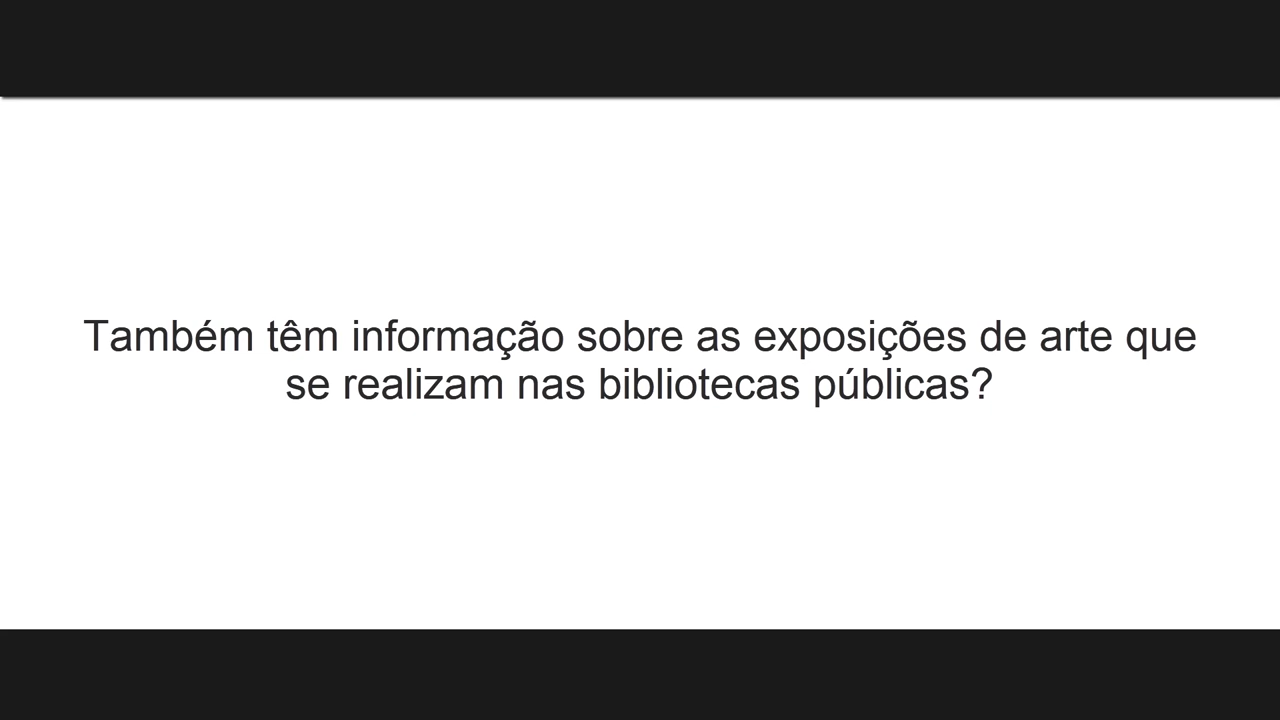 Também têm informação sobre as exposições de arte que
se realizam nas bibliotecas públicas?